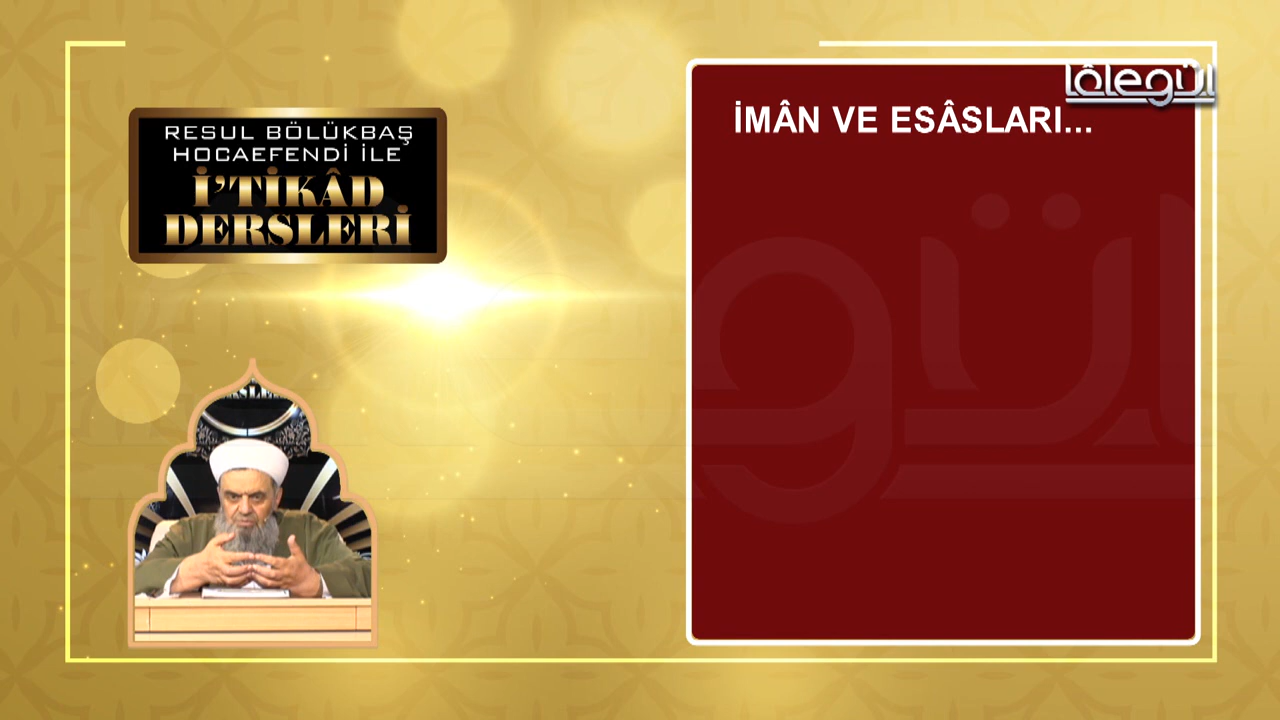 RESUL BÖLÜKBAŞ
HOCAEFENDİ İLE
İ'TİKÂD
DERSLERİ
lâlegül
İMÂN VE ESÂSLARI...